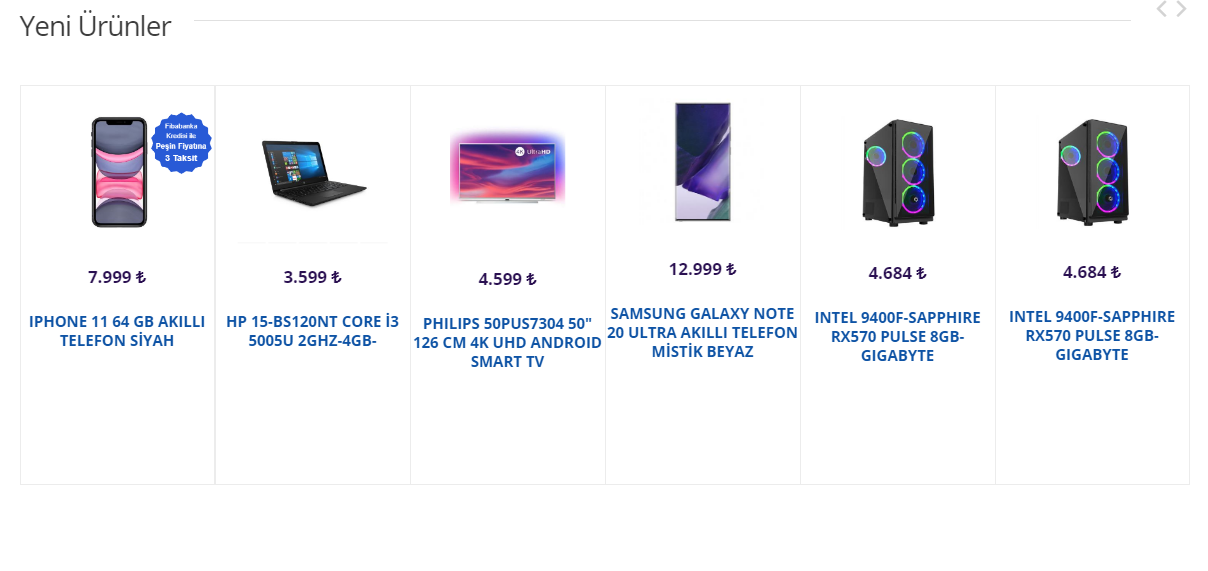 Yeni Ürünler
Fibabanka
Kredisi ile
Peşin Fiyatına
3 Taksit
7.999 ₺
IPHONE 11 64 GB AKILLI
TELEFON SİYAH
3.599 ₺
HP 15-BS120NT CORE İ3
5005U 2GHZ-4GB-
4K UltraHD
4.599 ₺
PHILIPS 50PUS7304 50"
126 CM 4K UHD ANDROID
SMART TV
12.999 ₺
SAMSUNG GALAXY NOTE
20 ULTRA AKILLI TELEFON
MİSTİK BEYAZ
4.684 ₺
INTEL 9400F-SAPPHIRE
RX570 PULSE 8GB-
GIGABYTE
4.684 ₺
INTEL 9400F-SAPPHIRE
RX570 PULSE 8GB-
GIGABYTE